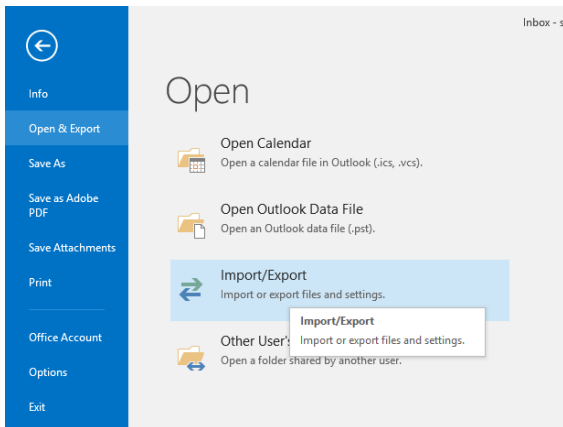 Inbox - s
Info
Open & Export
Save As
Save as Adobe
PDF
Save Attachments
Print
Office Account
Options
Exit
Open
Open Calendar
Open a calendar file in Outlook (.ics, .vcs).
Open Outlook Data File
Open an Outlook data file (.pst).
Import/Export
Import or export files and settings.
Import/Export
Import or export files and settings.
Other User's
Open a folder shared by another user.